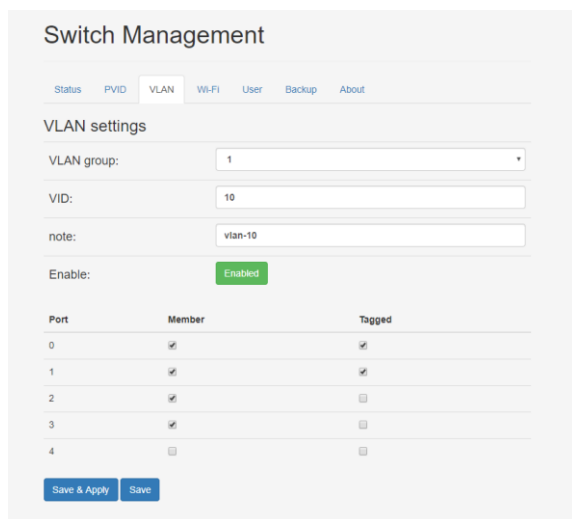 Switch Management
Status PVID VLAN Wi-Fi User Backup About
VLAN settings
VLAN group: 1
VID: 10
note: vlan-10
Enable: Enabled
Port Member Tagged
0
1
2
3
4
Save & Apply Save